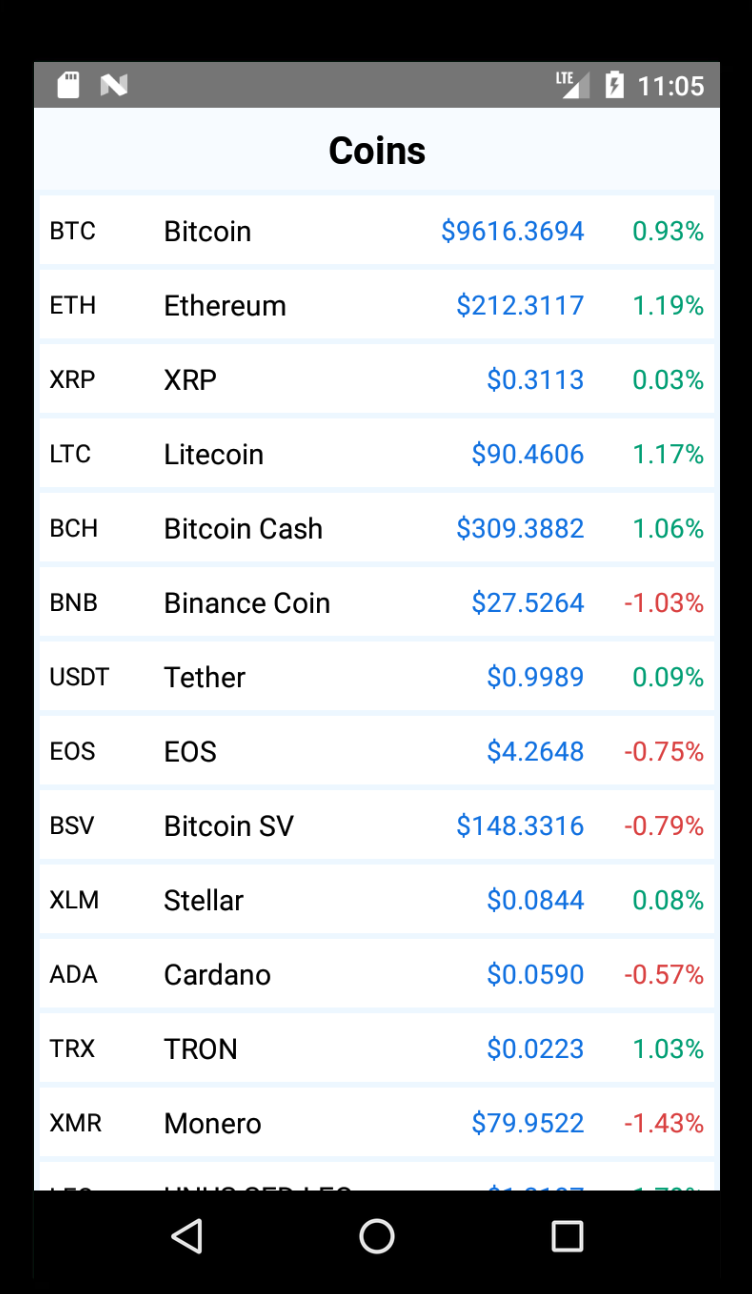 LTE 11:05
Coins
BTC Bitcoin $9616.3694 0.93%
ETH Ethereum $212.3117 1.19%
XRP XRP $0.3113 0.03%
LTC Litecoin $90.4606 1.17%
BCH Bitcoin Cash $309.3882 1.06%
BNB Binance Coin $27.5264 -1.03%
USDT Tether $0.9989 0.09%
EOS EOS $4.2648 -0.75%
BSV Bitcoin SV $148.3316 -0.79%
XLM Stellar $0.0844 0.08%
ADA Cardano $0.0590 -0.57%
TRX TRON $0.0223 1.03%
XMR Monero $79.9522 -1.43%